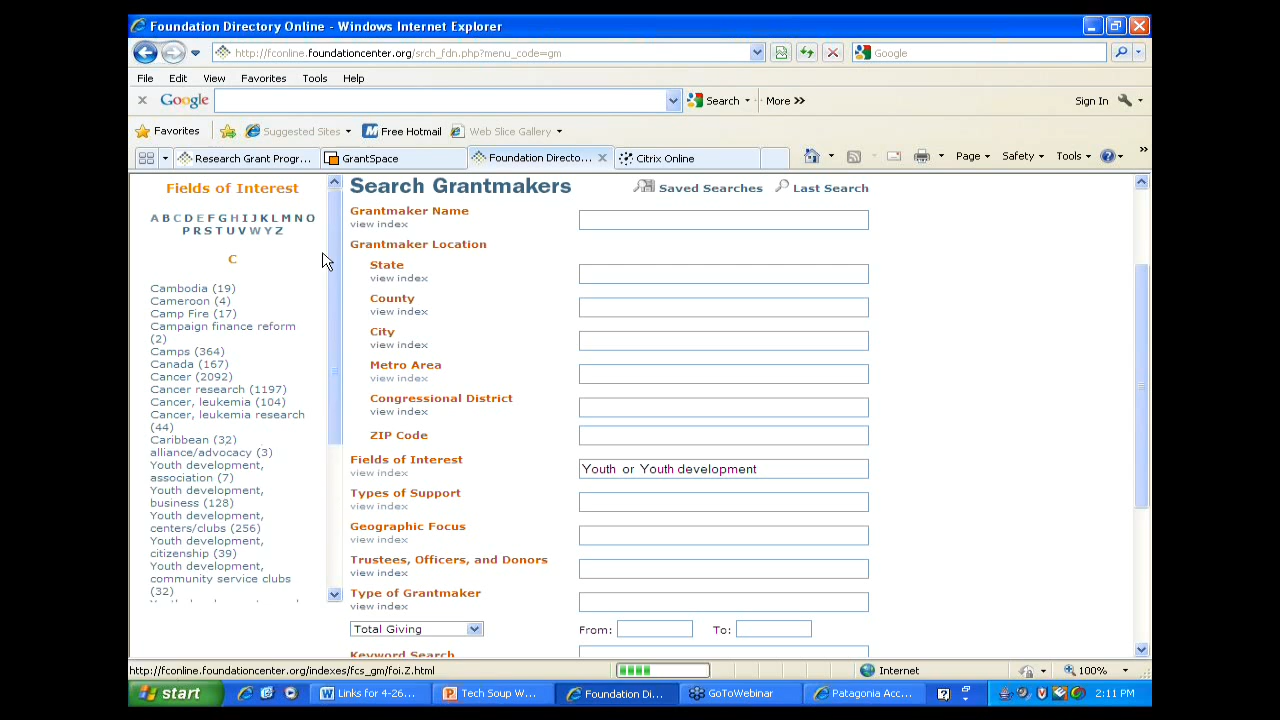 Foundation Directory Online - Windows Internet Explorer
http://fconline.foundationcenter.org/srch_fdn.php?menu_code=gm
Google
File Edit View Favorites Tools Help
Google Search More >> Sign In
Favorites Suggested Sites Free Hotmail Web Slice Gallery
Research Grant Progr... GrantSpace Foundation Directo... Citrix Online Page Safety Tools
Fields of Interest
A B C D E F G H I J K L M N O
P R S T U V W Y Z
C
Cambodia (19)
Cameroon (4)
Camp Fire (17)
Campaign finance reform
(2)
Camps (364)
Canada (167)
Cancer (2092)
Cancer research (1197)
Cancer, leukemia (104)
Cancer, leukemia research
(44)
Caribbean (32)
alliance/advocacy (3)
Youth development,
association (7)
Youth development,
business (128)
Youth development,
centers/clubs (256)
Youth development,
citizenship (39)
Youth development,
community service clubs
(32)
Search Grantmakers Saved Searches Last Search
Grantmaker Name
view index
Grantmaker Location
State
view index
County
view index
City
view index
Metro Area
view index
Congressional District
view index
ZIP Code
Fields of Interest Youth or Youth development
view index
Types of Support
view index
Geographic Focus
view index
Trustees, Officers, and Donors
view index
Type of Grantmaker
view index
Total Giving From: To:
Keyword Search
http://fconline.foundationcenter.org/indexes/fcs_gm/foi.Z.html Internet 100%
start Links for 4-26... Tech Soup W... Foundation Di... GoToWebinar Patagonia Acc... 2:11 PM